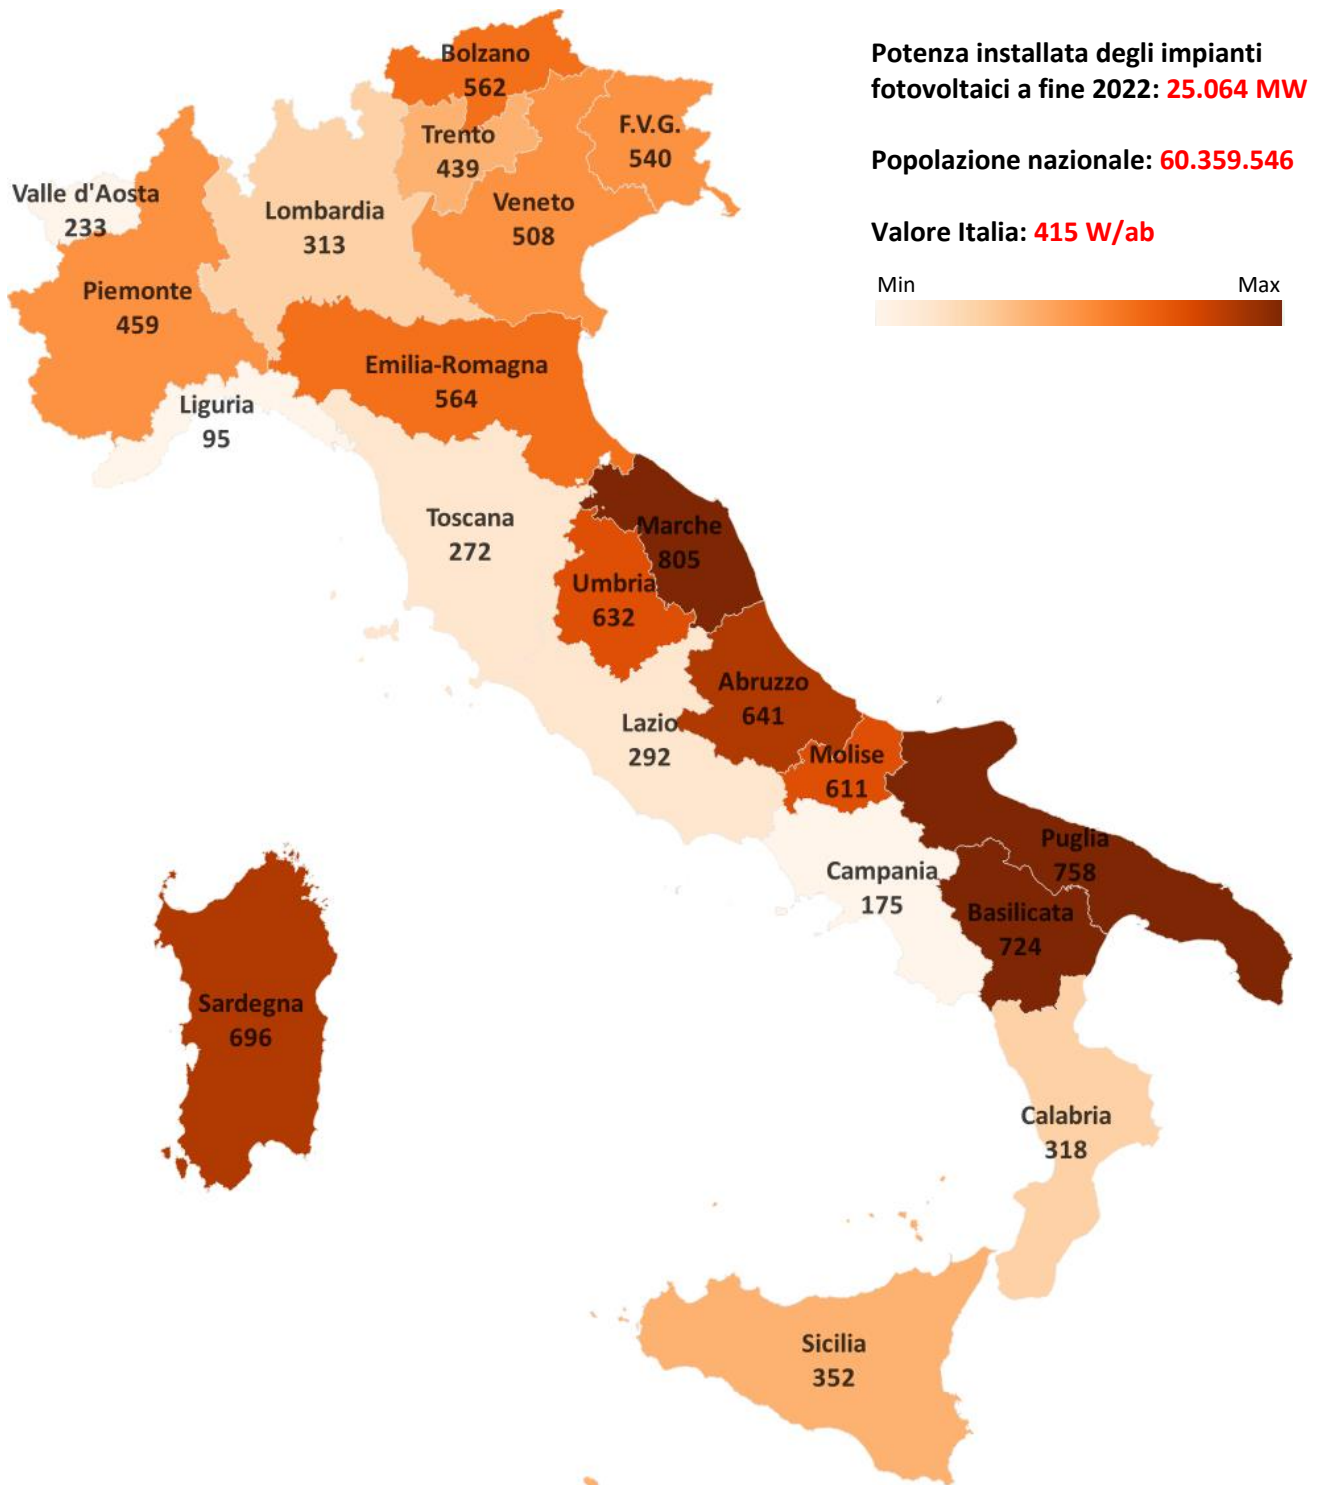 Potenza installata degli impianti
fotovoltaici a fine 2022: 25.064 MW
Popolazione nazionale: 60.359.546
Valore Italia: 415 W/ab
Min
Max
Bolzano
562
Trento
439
F.V.G.
540
Valle d'Aosta
233
Lombardia
313
Veneto
508
Piemonte
459
Emilia-Romagna
564
Liguria
95
Toscana
272
Marche
805
Umbria
632
Abruzzo
641
Lazio
292
Molise
611
Puglia
758
Campania
175
Basilicata
724
Sardegna
696
Calabria
318
Sicilia
352